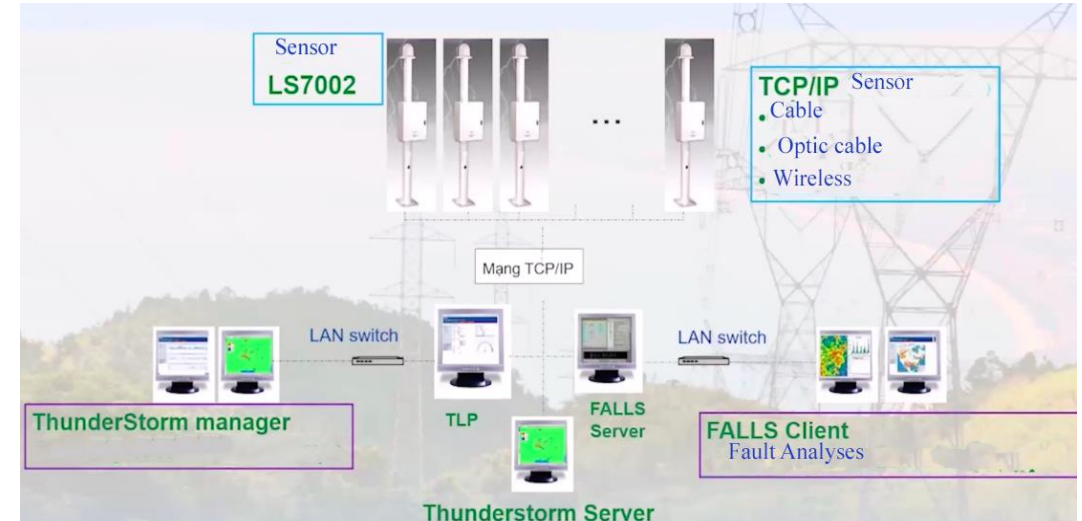 Sensor
LS7002
TCP/IP Sensor
• Cable
• Optic cable
• Wireless
...
Mạng TCP/IP
LAN switch
LAN switch
ThunderStorm manager
TLP
FALLS
Server
FALLS Client
Fault Analyses
Thunderstorm Server